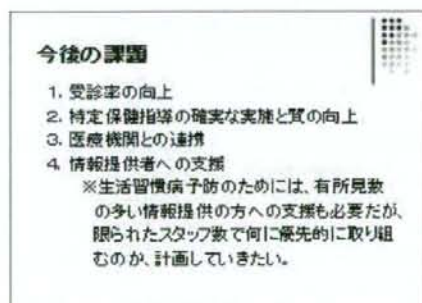 今後の課題
1. 受診率の向上
2. 特定保健指導の確実な実施と質の向上
3. 医療機関との連携
4. 情報提供者への支援
※生活習慣病予防のためには、有所見数
の多い情報提供の方への支援も必要だが、
限られたスタッフ数で何に優先的に取り組
むのか、計画していきたい。